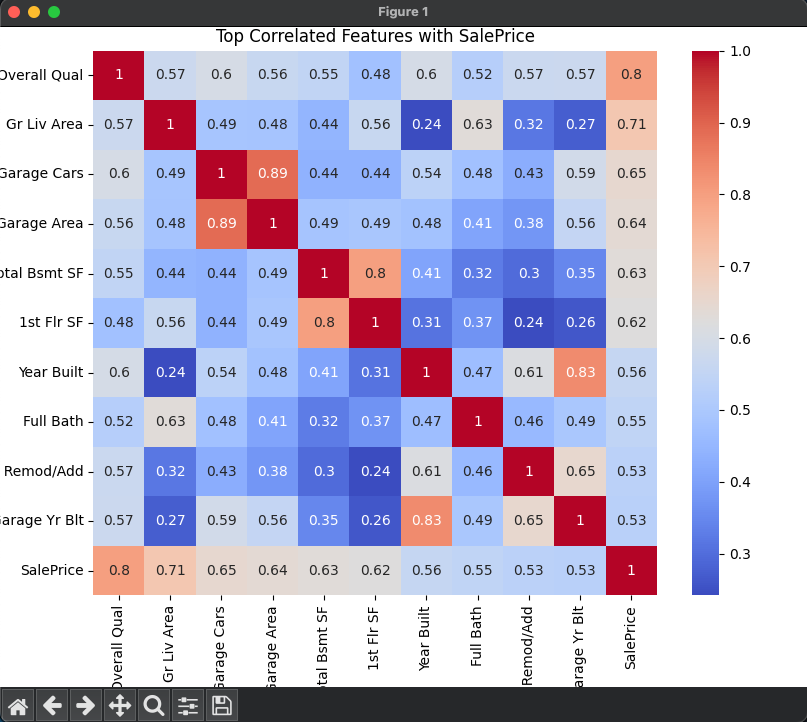 Figure 1
Top Correlated Features with SalePrice
Overall Qual 1 0.57 0.6 0.56 0.55 0.48 0.6 0.52 0.57 0.57 0.8
Gr Liv Area 0.57 1 0.49 0.48 0.44 0.56 0.24 0.63 0.32 0.27 0.71
Garage Cars 0.6 0.49 1 0.89 0.44 0.44 0.54 0.48 0.43 0.59 0.65
Garage Area 0.56 0.48 0.89 1 0.49 0.49 0.48 0.41 0.38 0.56 0.64
tal Bsmt SF 0.55 0.44 0.44 0.49 1 0.8 0.41 0.32 0.3 0.35 0.63
1st Flr SF 0.48 0.56 0.44 0.49 0.8 1 0.31 0.37 0.24 0.26 0.62
Year Built 0.6 0.24 0.54 0.48 0.41 0.31 1 0.47 0.61 0.83 0.56
Full Bath 0.52 0.63 0.48 0.41 0.32 0.37 0.47 1 0.46 0.49 0.55
Remod/Add 0.57 0.32 0.43 0.38 0.3 0.24 0.61 0.46 1 0.65 0.53
arage Yr Blt 0.57 0.27 0.59 0.56 0.35 0.26 0.83 0.49 0.65 1 0.53
SalePrice 0.8 0.71 0.65 0.64 0.63 0.62 0.56 0.55 0.53 0.53 1
Overall Qual
Gr Liv Area
Garage Cars
Garage Area
tal Bsmt SF
1st Flr SF
Year Built
Full Bath
Remod/Add
arage Yr Blt
SalePrice
1.0
0.9
0.8
0.7
0.6
0.5
0.4
0.3